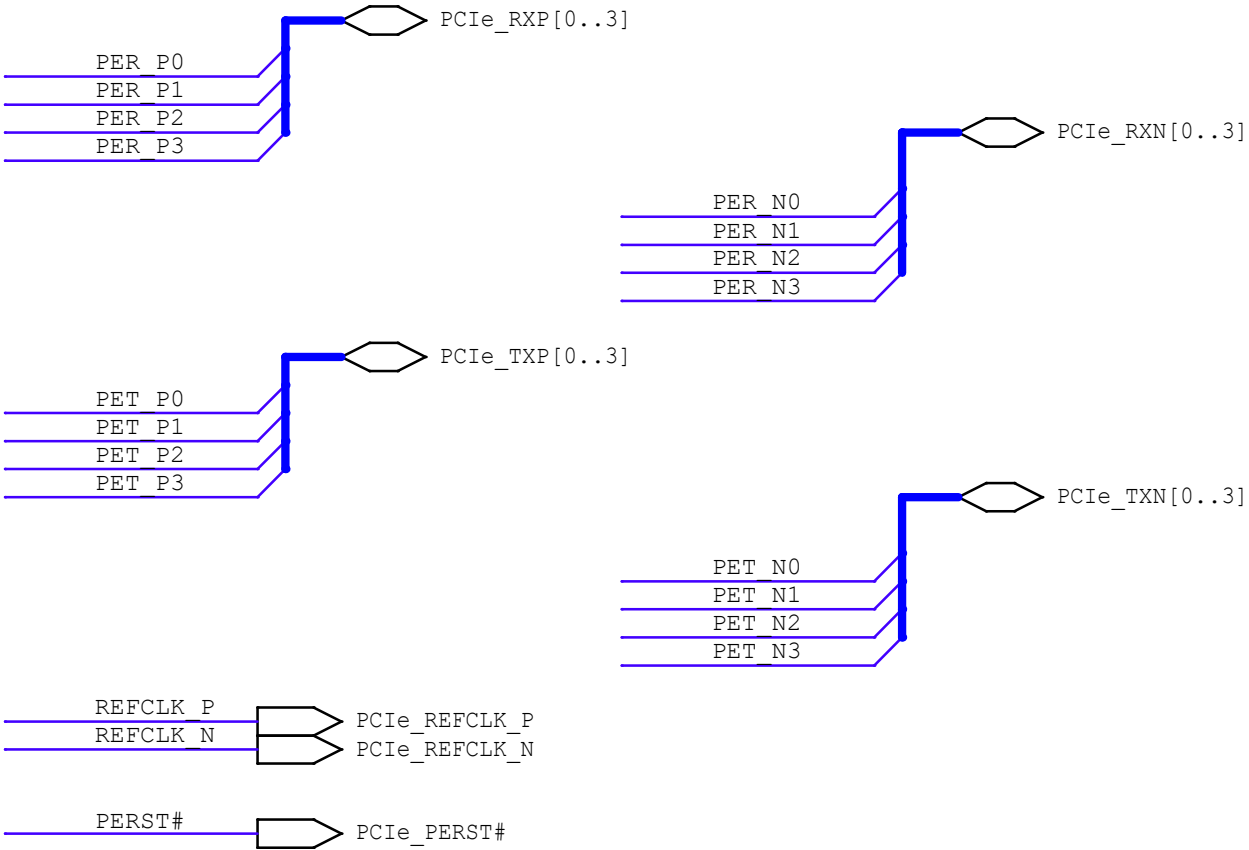 PCIe_RXP[0..3]
PER_P0
PER_P1
PER_P2
PER_P3
PCIe_RXN[0..3]
PER_N0
PER_N1
PER_N2
PER_N3
PCIe_TXP[0..3]
PET_P0
PET_P1
PET_P2
PET_P3
PCIe_TXN[0..3]
PET_N0
PET_N1
PET_N2
PET_N3
REFCLK_P
PCIe_REFCLK_P
REFCLK_N
PCIe_REFCLK_N
PERST#
PCIe_PERST#